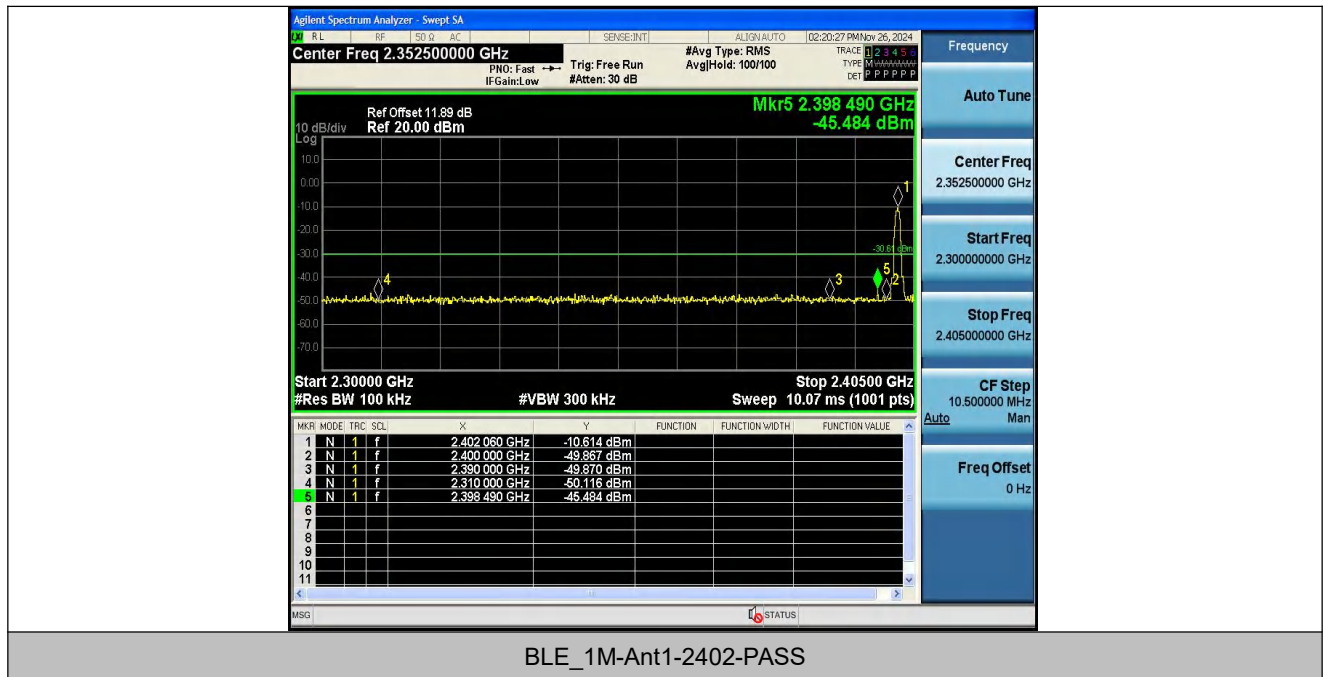 Agilent Spectrum Analyzer - Swept SA
RL RF 50 Ω AC SENSE:INT ALIGN AUTO 02:20:27 PM Nov 26, 2024
Center Freq 2.352500000 GHz
PNO: Fast
IFGain:Low
Trig: Free Run
#Atten: 30 dB
#Avg Type: RMS
Avg|Hold: 100/100
TRACE 1 2 3 4 5 6
TYPE M
DET P P P P P P
Frequency
Auto Tune
Mkr5 2.398 490 GHz
-45.484 dBm
Ref Offset 11.89 dB
10 dB/div Ref 20.00 dBm
Log
10.0
0.00
-10.0
-20.0
-30.0
-40.0
-50.0
-60.0
-70.0
1
-30.61 dBm
4
3
5
2
Start 2.30000 GHz Stop 2.40500 GHz
#Res BW 100 kHz #VBW 300 kHz Sweep 10.07 ms (1001 pts)
Center Freq
2.352500000 GHz
Start Freq
2.300000000 GHz
Stop Freq
2.405000000 GHz
CF Step
10.500000 MHz
Auto Man
Freq Offset
0 Hz
MKR MODE TRC SCL X Y FUNCTION FUNCTION WIDTH FUNCTION VALUE
1 N 1 f 2.402 060 GHz -10.614 dBm
2 N 1 f 2.400 000 GHz -49.867 dBm
3 N 1 f 2.390 000 GHz -49.870 dBm
4 N 1 f 2.310 000 GHz -50.116 dBm
5 N 1 f 2.398 490 GHz -45.484 dBm
6
7
8
9
10
11
MSG STATUS
BLE_1M-Ant1-2402-PASS